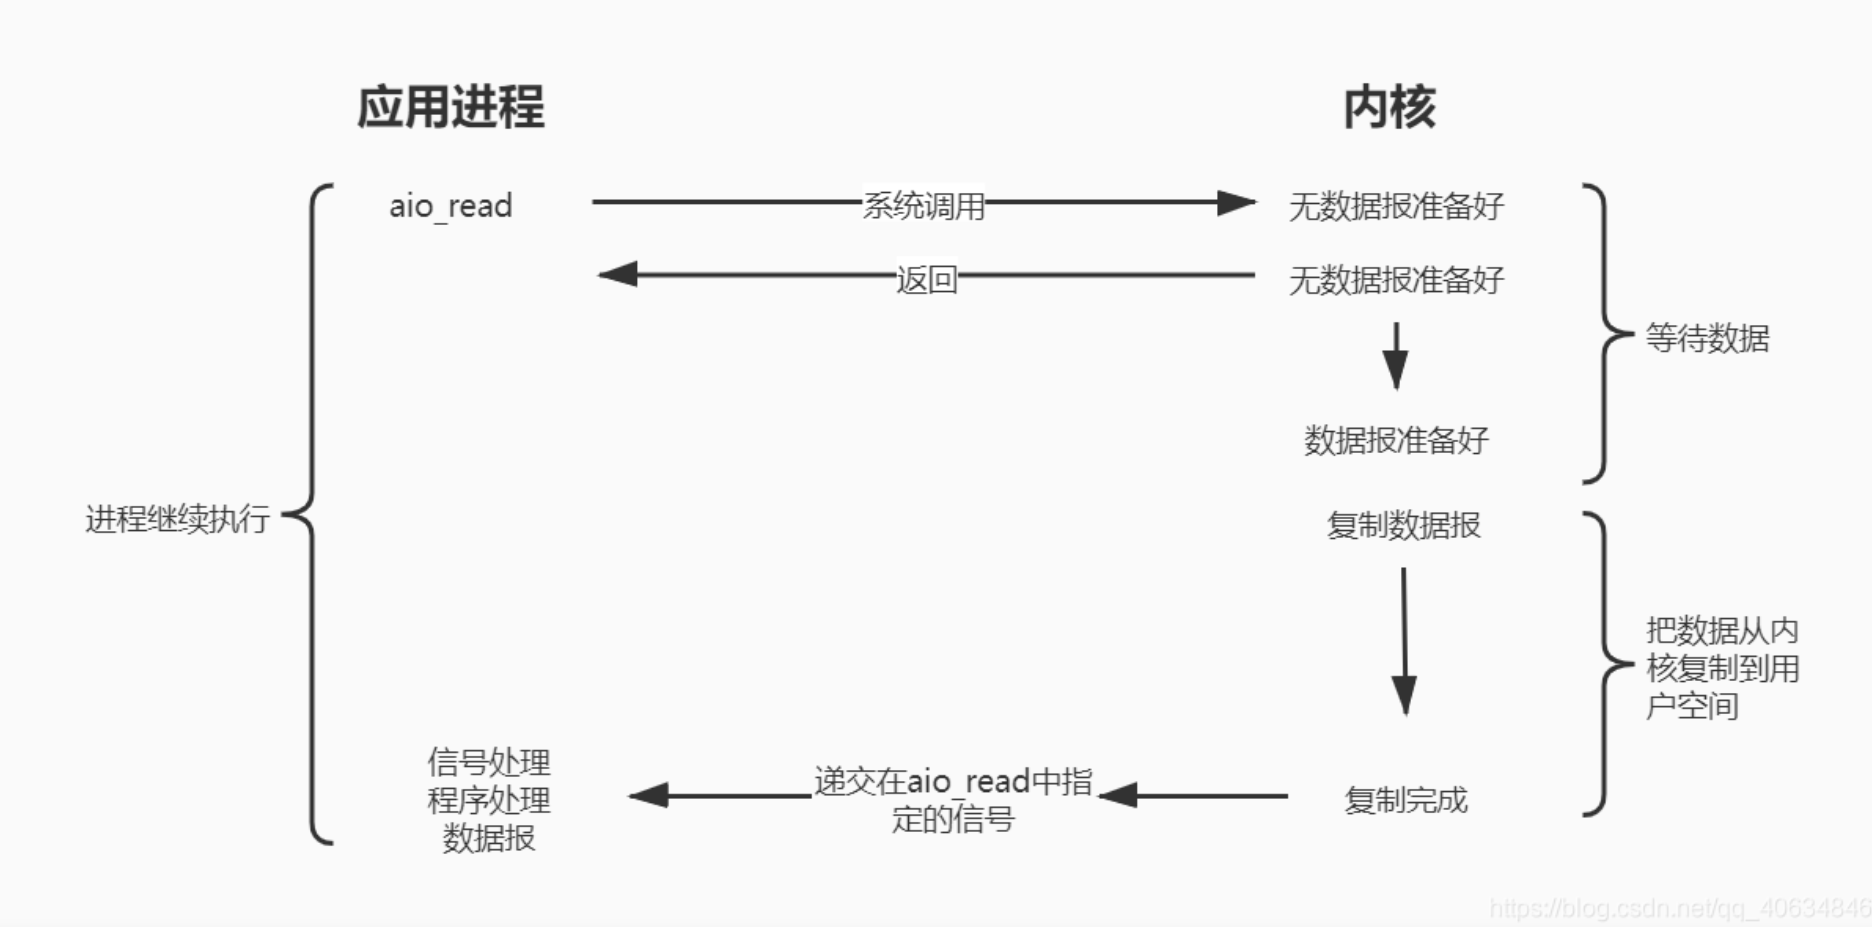 应用进程
内核
aio_read
系统调用
无数据报准备好
返回
无数据报准备好
等待数据
数据报准备好
进程继续执行
复制数据报
把数据从内
核复制到用
户空间
信号处理
程序处理
数据报
递交在aio_read中指
定的信号
复制完成
https://blog.csdn.net/qq_40634846